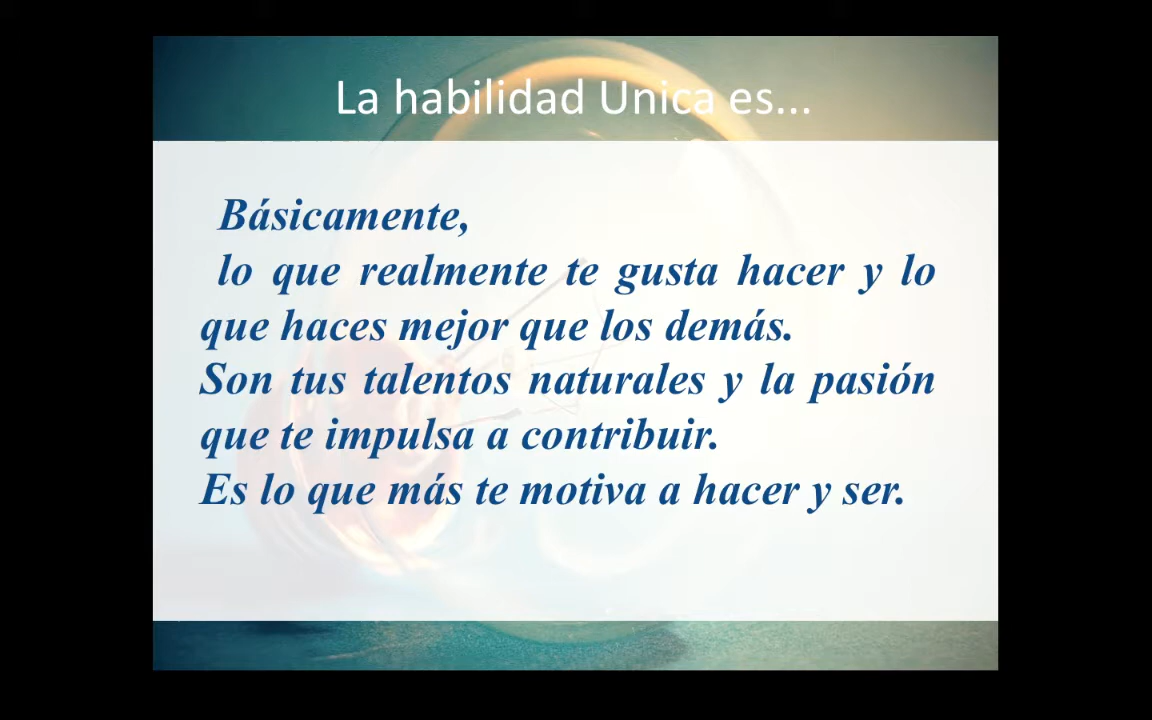 La habilidad Unica es...
Básicamente,
lo que realmente te gusta hacer y lo
que haces mejor que los demás.
Son tus talentos naturales y la pasión
que te impulsa a contribuir.
Es lo que más te motiva a hacer y ser.